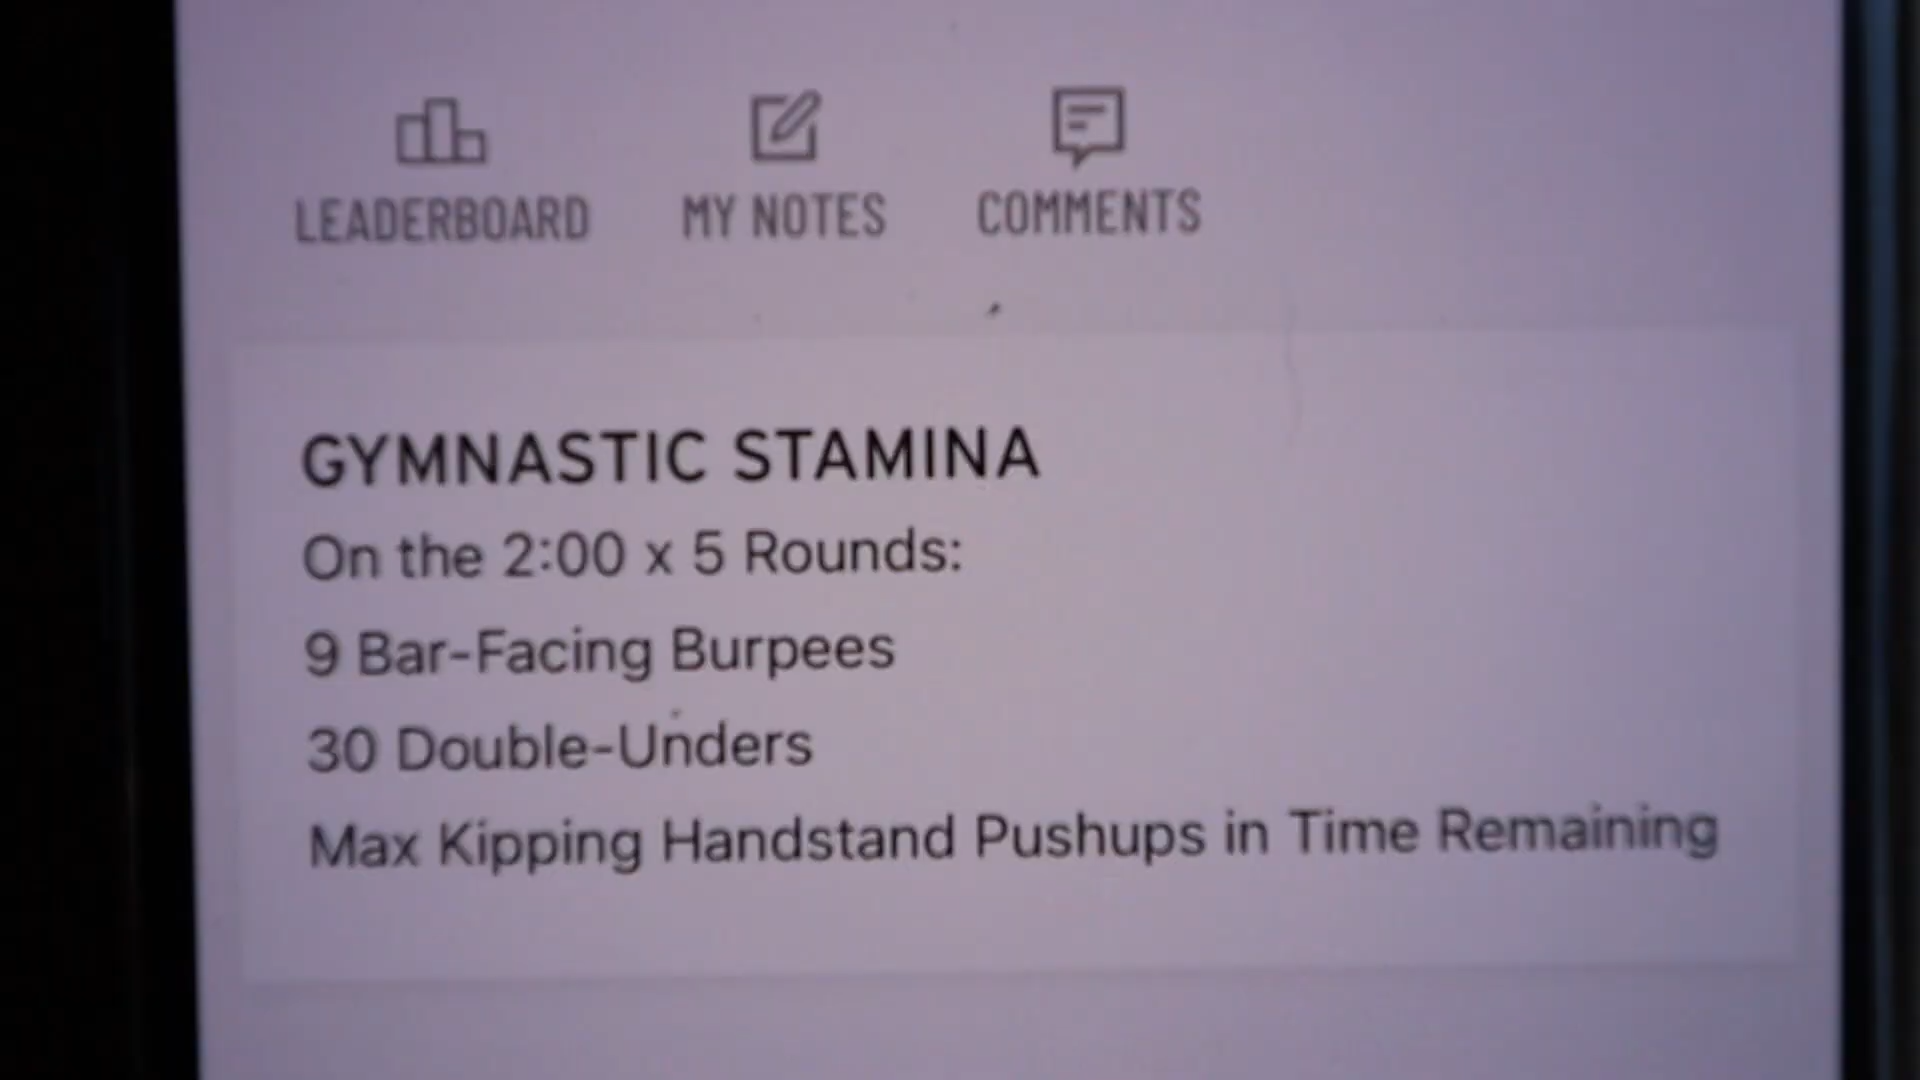 LEADERBOARD MY NOTES COMMENTS
GYMNASTIC STAMINA
On the 2:00 x 5 Rounds:
9 Bar-Facing Burpees
30 Double-Unders
Max Kipping Handstand Pushups in Time Remaining